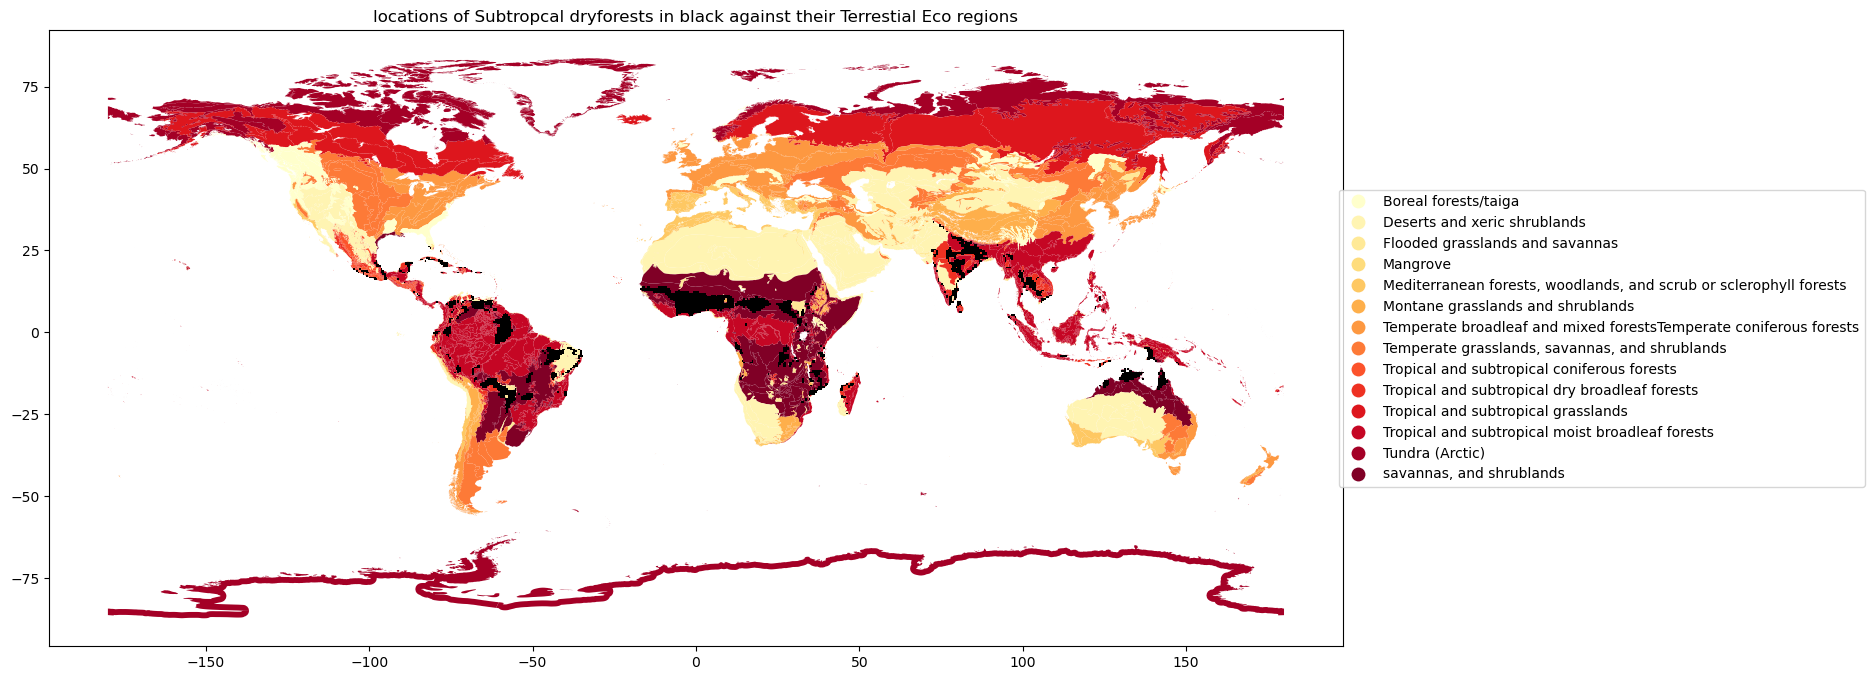 locations of Subtropcal dryforests in black against their Terrestial Eco regions
75
50
25
0
−25
−50
−75
−150
−100
−50
0
50
100
150
Boreal forests/taiga
Deserts and xeric shrublands
Flooded grasslands and savannas
Mangrove
Mediterranean forests, woodlands, and scrub or sclerophyll forests
Montane grasslands and shrublands
Temperate broadleaf and mixed forestsTemperate coniferous forests
Temperate grasslands, savannas, and shrublands
Tropical and subtropical coniferous forests
Tropical and subtropical dry broadleaf forests
Tropical and subtropical grasslands
Tropical and subtropical moist broadleaf forests
Tundra (Arctic)
savannas, and shrublands